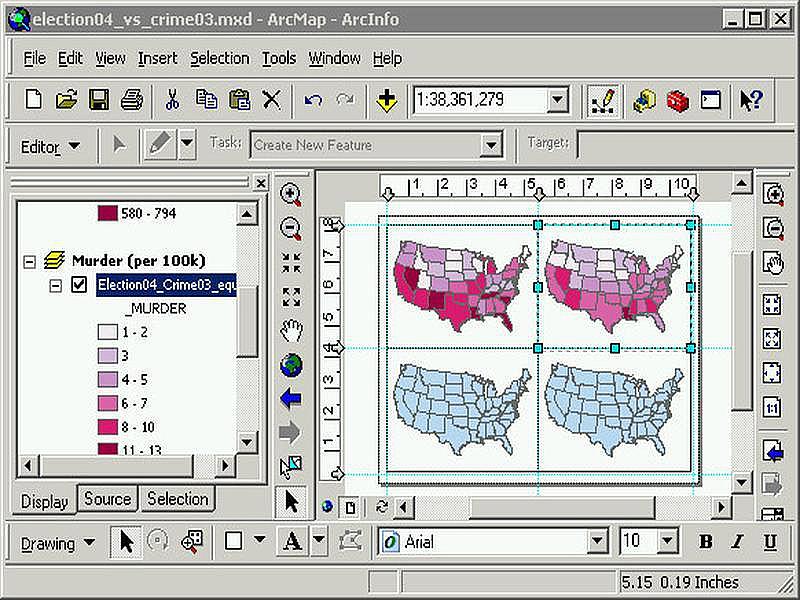 election04_vs_crime03.mxd - ArcMap - ArcInfo
File Edit View Insert Selection Tools Window Help
1:38,361,279
Editor Task: Create New Feature Target:
580 - 794
Murder (per 100k)
Election04_Crime03_equ
_MURDER
1 - 2
3
4 - 5
6 - 7
8 - 10
11 - 13
Display Source Selection
1 2 3 4 5 6 7 8 9 10
8
7
6
5
4
3
2
1
1:1
Drawing A Arial 10 B I U
5.15 0.19 Inches